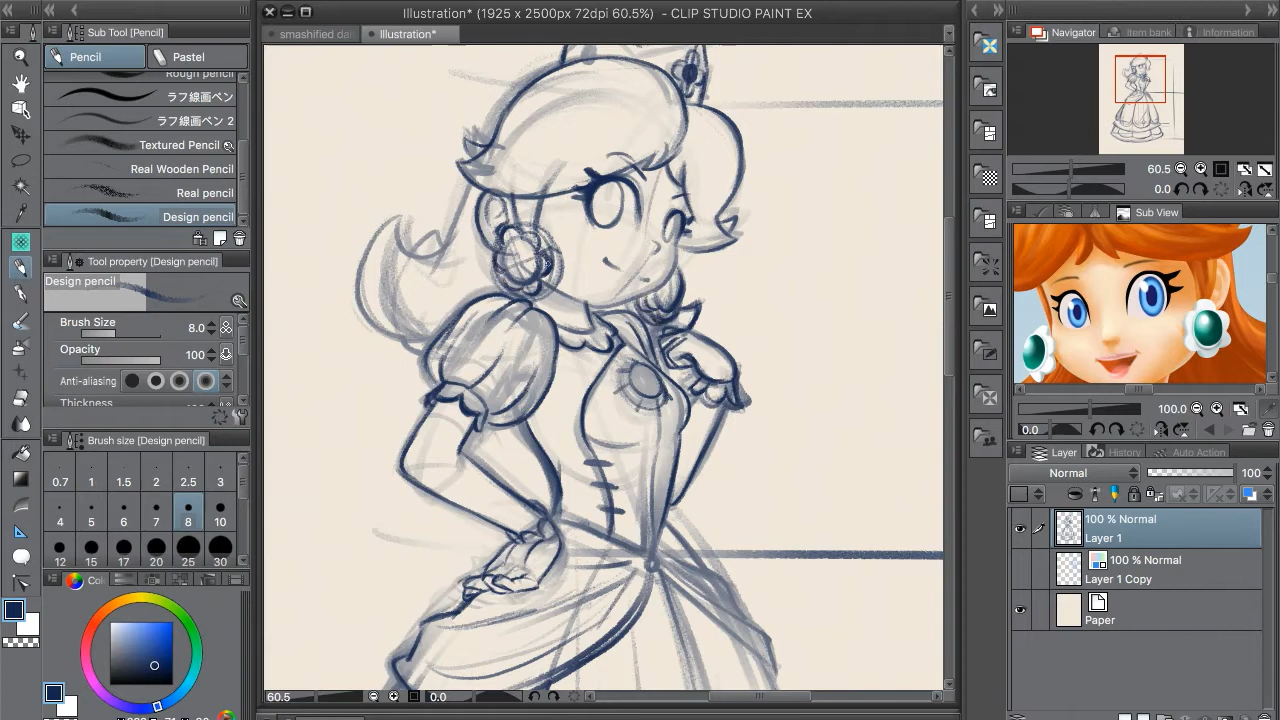 Illustration* (1925 x 2500px 72dpi 60.5%) - CLIP STUDIO PAINT EX
smashified da
Illustration*
Sub Tool [Pencil]
Pencil
Pastel
Rough pencil
ラフ線画ペン
ラフ線画ペン 2
Textured Pencil
Real Wooden Pencil
Real pencil
Design pencil
Tool property [Design pencil]
Design pencil
Brush Size 8.0
Opacity 100
Anti-aliasing
Thickness
Brush size [Design pencil]
0.7 1 1.5 2 2.5 3
4 5 6 7 8 10
12 15 17 20 25 30
Col
60.5
0.0
Navigator
Item bank
Information
60.5
0.0
Sub View
100.0
0.0
Layer
History
Auto Action
Normal
100
100 % Normal
Layer 1
100 % Normal
Layer 1 Copy
Paper